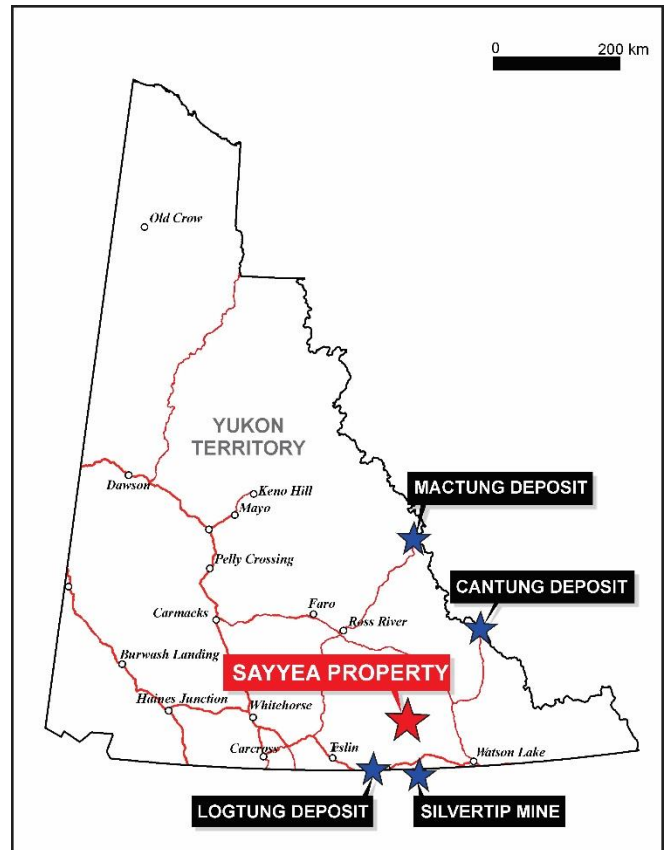 0 200 km
Old Crow
YUKON
TERRITORY
Dawson
Keno Hill
Mayo
MACTUNG DEPOSIT
Pelly Crossing
CANTUNG DEPOSIT
Faro
Carmacks
Ross River
Burwash Landing
SAYYEA PROPERTY
Haines Junction
Whitehorse
Carcross
Teslin
Watson Lake
LOGTUNG DEPOSIT
SILVERTIP MINE